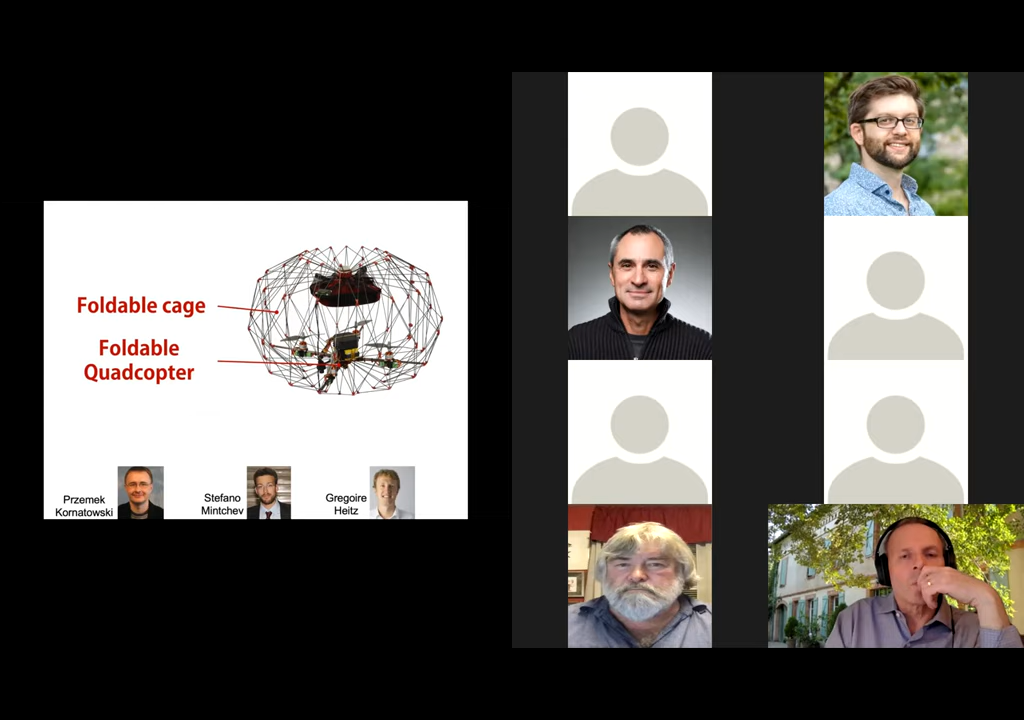 Foldable cage
Foldable
Quadcopter
Przemek
Kornatowski
Stefano
Mintchev
Gregoire
Heitz